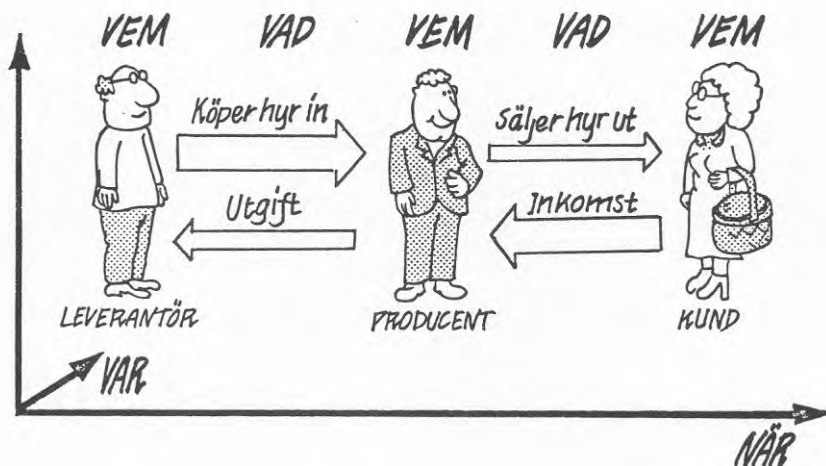 VEM VAD VEM VAD VEM
Köper hyr in
Säljer hyr ut
Utgift
Inkomst
LEVERANTÖR
PRODUCENT
KUND
VAR
NÄR